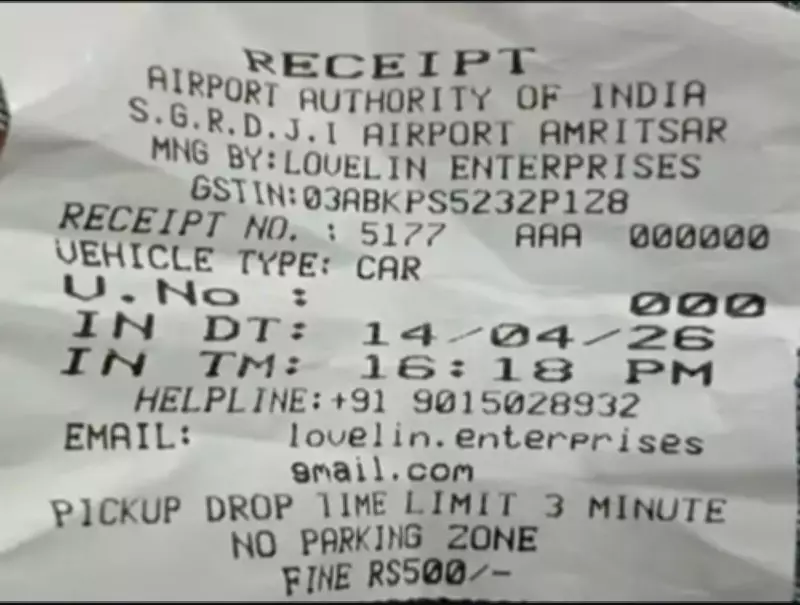 RECEIPT
AIRPORT AUTHORITY OF INDIA
S.G.R.D.J.I AIRPORT AMRITSAR
MNG BY:LOVELIN ENTERPRISES
GSTIN:03ABKPS5232P1Z8
RECEIPT NO. : 5177 AAA 000000
VEHICLE TYPE: CAR
V.No : 000
IN DT: 14/04/26
IN TM: 16:18 PM
HELPLINE:+91 9015028932
EMAIL: lovelin.enterprises
gmail.com
PICKUP DROP TIME LIMIT 3 MINUTE
NO PARKING ZONE
FINE RS500/-